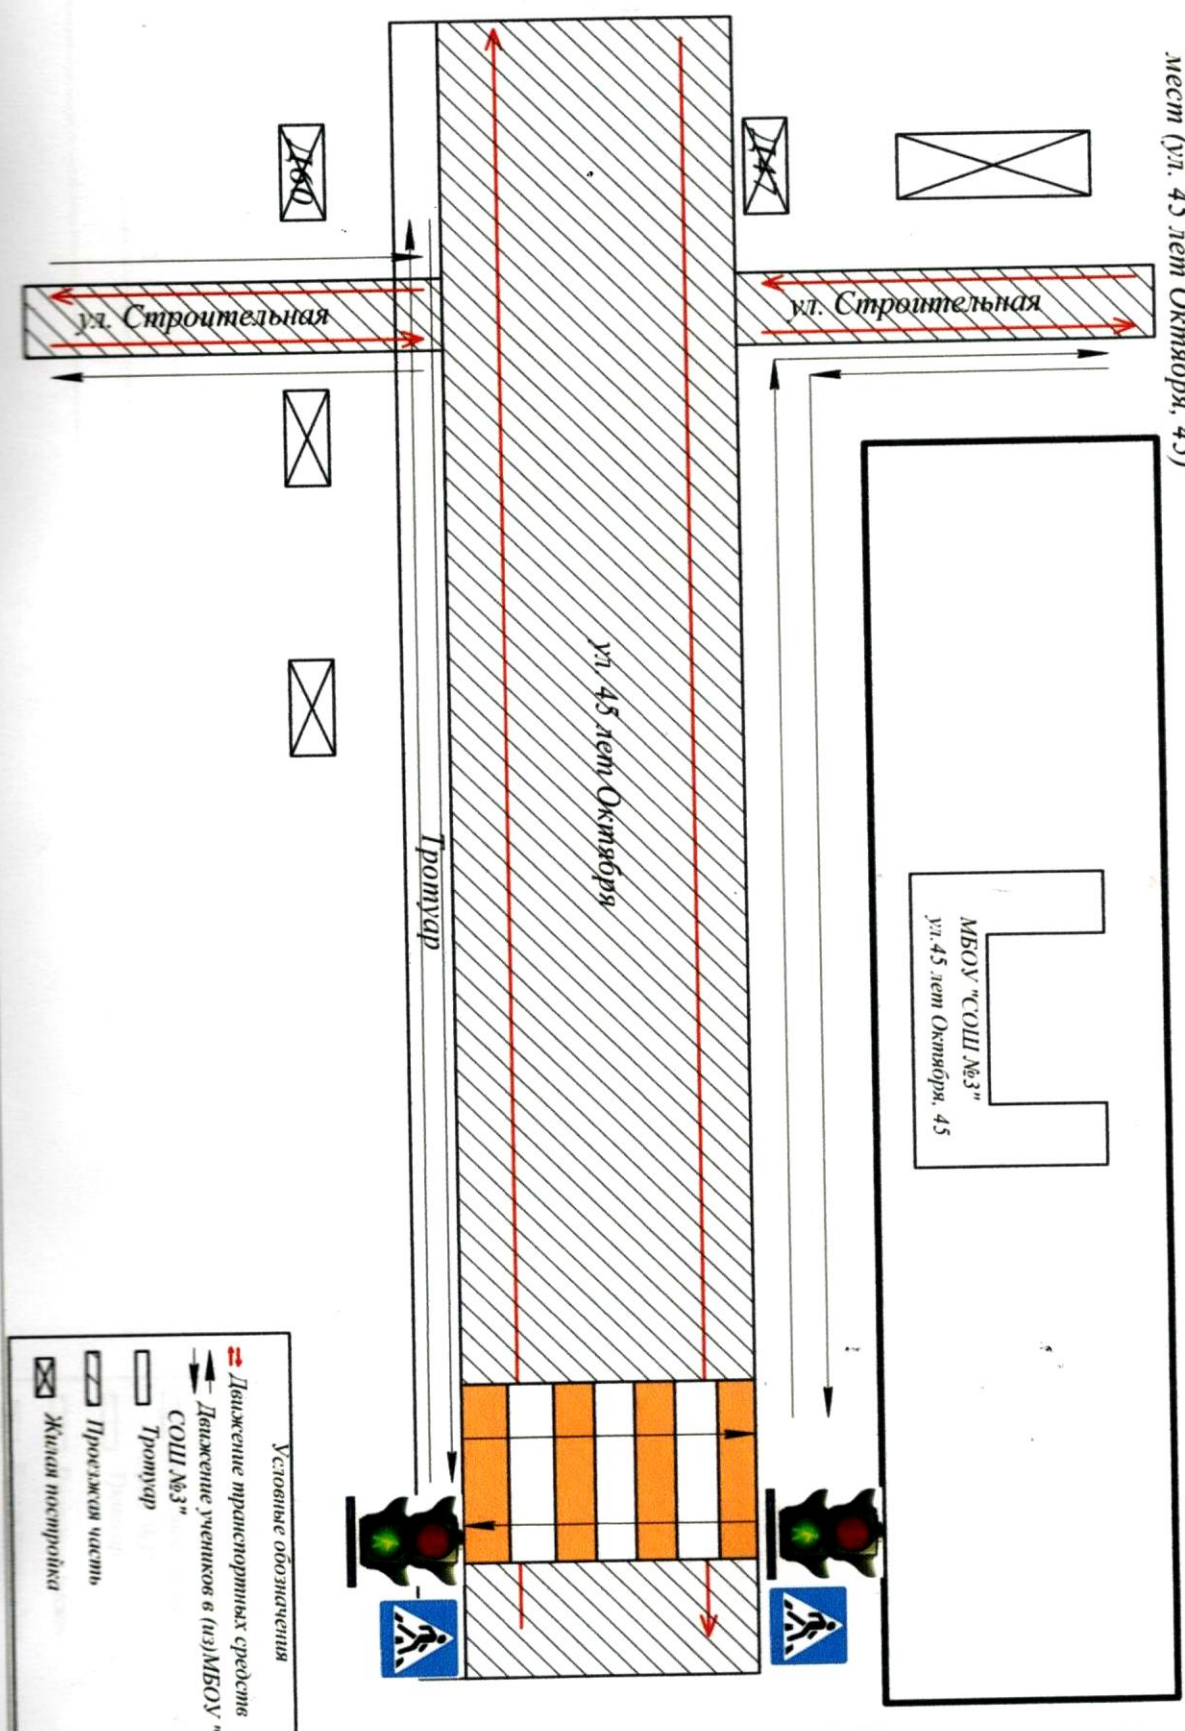 мест (ул. 45 лет Октября, 45)
Д47
ул. Строительная
МБОУ "СОШ №3"
ул.45 лет Октября, 45
ул. 45 лет Октября
Д60
ул. Строительная
Тротуар
Условные обозначения
Движение транспортных средств
Движение учеников в (из)МБОУ "
СОШ №3"
Тротуар
Проезжая часть
Жилая постройка